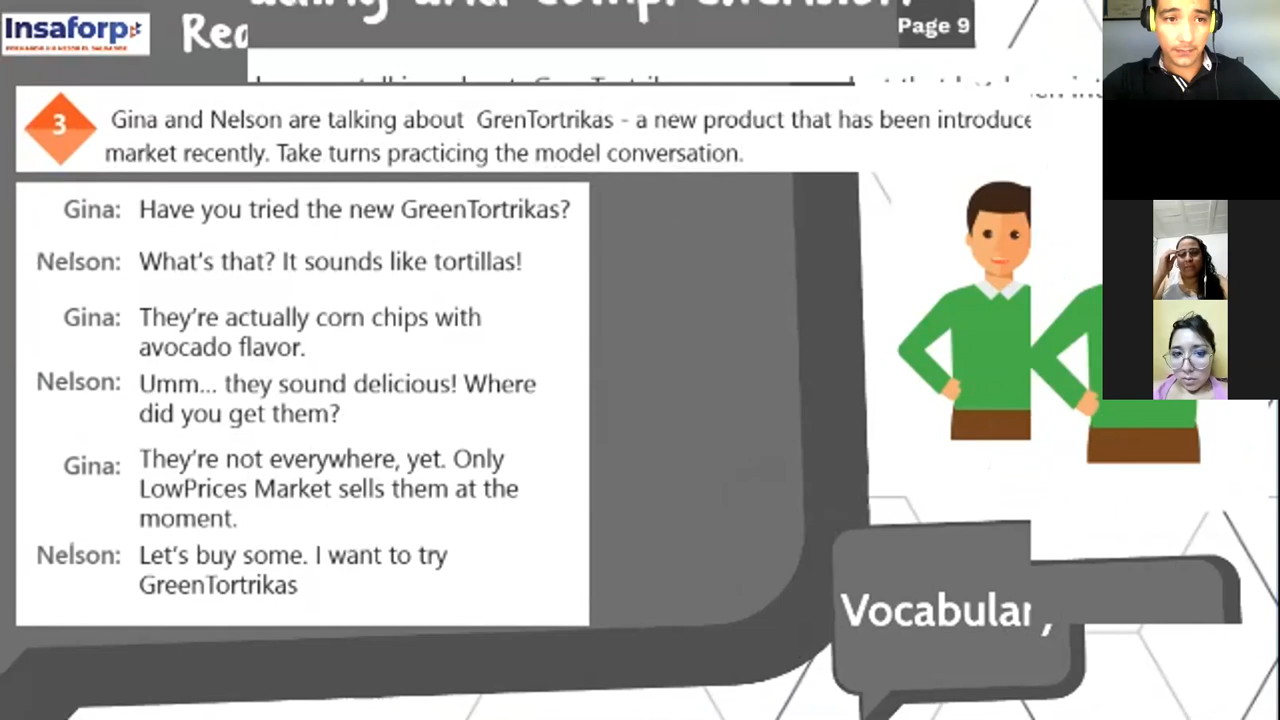 Insaforp
Page 9
3
Gina and Nelson are talking about GrenTortrikas - a new product that has been introduce
market recently. Take turns practicing the model conversation.
Gina: Have you tried the new GreenTortrikas?
Nelson: What's that? It sounds like tortillas!
Gina: They're actually corn chips with
avocado flavor.
Nelson: Umm... they sound delicious! Where
did you get them?
Gina: They're not everywhere, yet. Only
LowPrices Market sells them at the
moment.
Nelson: Let's buy some. I want to try
GreenTortrikas